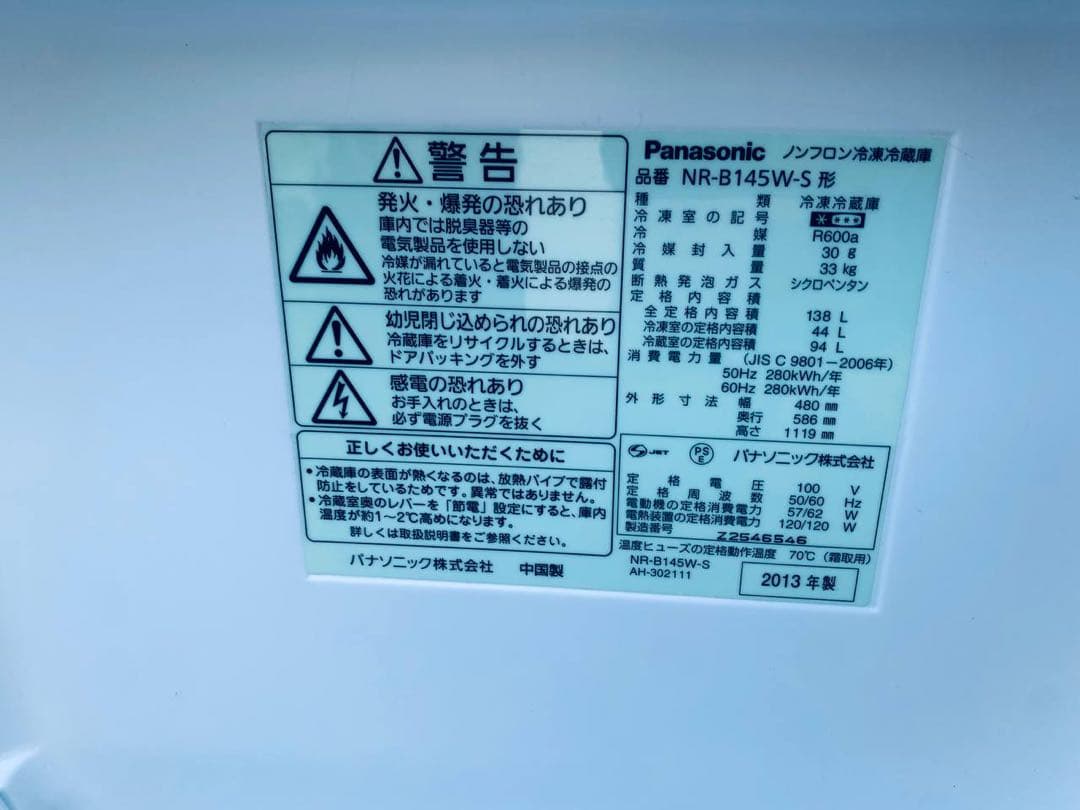 警告
発火・爆発の恐れあり
庫内では脱臭器等の
電気製品を使用しない
冷媒が漏れていると電気製品の接点の
火花による着火・着火による爆発の
恐れがあります
幼児閉じ込められの恐れあり
冷蔵庫をリサイクルするときは、
ドアパッキングを外す
感電の恐れあり
お手入れのときは、
必ず電源プラグを抜く
正しくお使いいただくために
•冷蔵庫の表面が熱くなるのは、放熱パイプで露付
防止をしているためです。異常ではありません。
•冷蔵室奥のレバーを「節電」設定にすると、庫内
温度が約1~2℃高めになります。
詳しくは取扱説明書をご参照ください。
パナソニック株式会社 中国製
Panasonic ノンフロン冷凍冷蔵庫
品番 NR-B145W-S 形
種類 冷凍冷蔵庫
冷凍室の記号 ****
冷媒 R600a
冷媒封入量 30 g
質量 33 kg
断熱発泡ガス シクロペンタン
定格内容積
全定格内容積 138 L
冷凍室の定格内容積 44 L
冷蔵室の定格内容積 94 L
消費電力量 (JIS C 9801-2006年)
50Hz 280kWh/年
60Hz 280kWh/年
外形寸法 幅 480 mm
奥行 586 mm
高さ 1119 mm
JET PS E パナソニック株式会社
定格電圧 100 V
定格周波数 50/60 Hz
電動機の定格消費電力 57/62 W
電熱装置の定格消費電力 120/120 W
製造番号 Z2546546
温度ヒューズの定格動作温度 70℃ (霜取用)
NR-B145W-S
AH-302111
2013年製